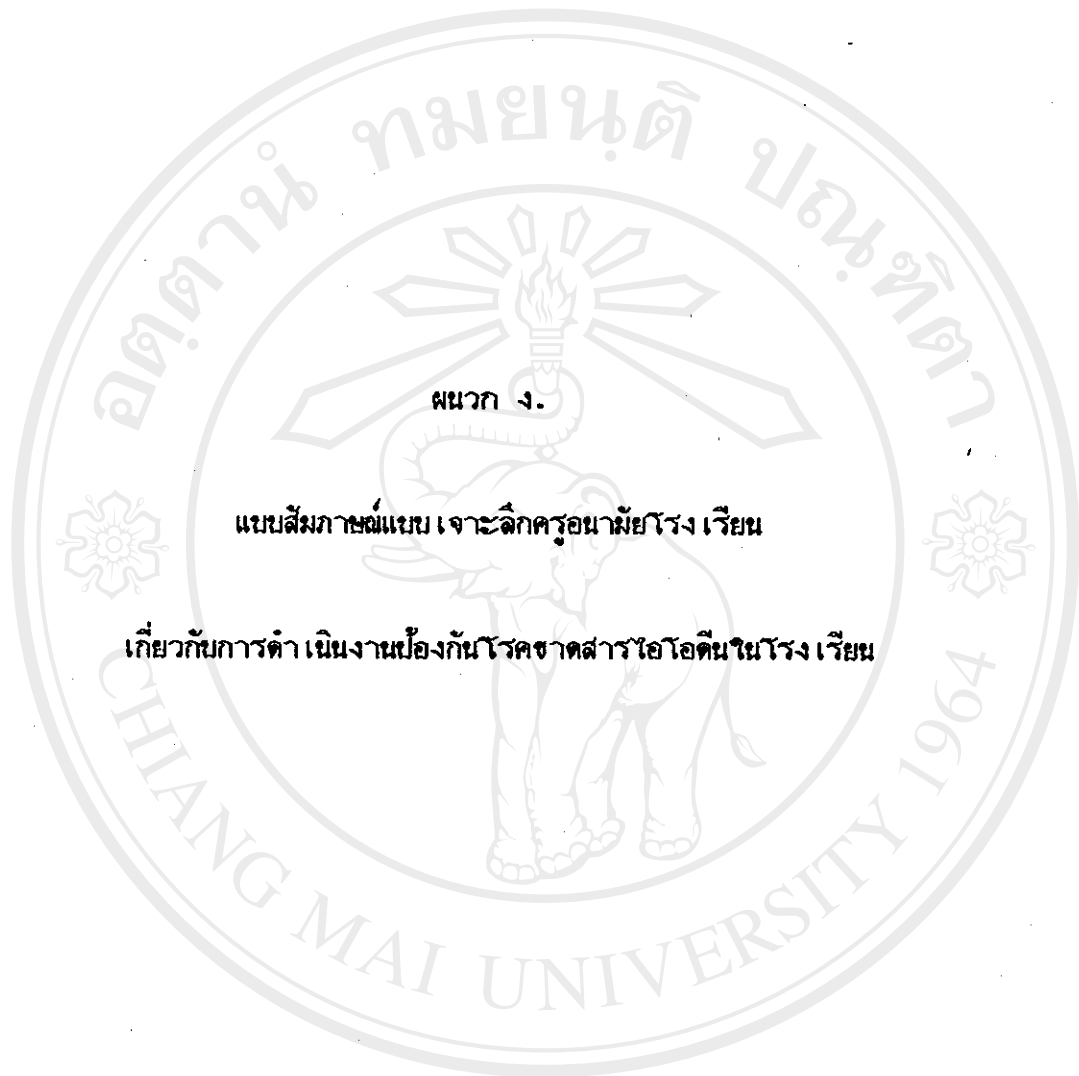 อตฺตานํ ทมยนฺติ ปณฺฑิตา
ผนวก ง.
แบบสัมภาษณ์แบบเจาะลึกครูอนามัยโรงเรียน
เกี่ยวกับการดำเนินงานป้องกันโรคขาดสารไอโอดีนในโรงเรียน
CHIANG MAI UNIVERSITY 1964